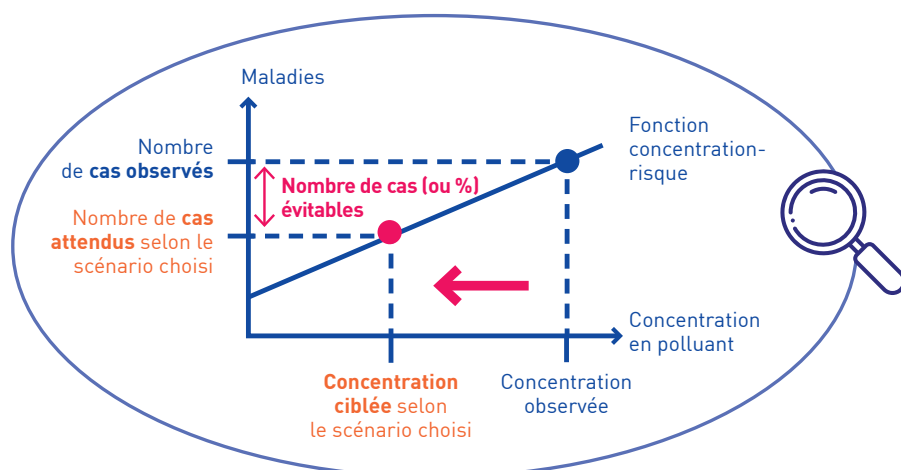 Maladies
Nombre
de cas observés
Nombre de cas (ou %)
évitables
Nombre de cas
attendus selon le
scénario choisi
Fonction
concentration-
risque
Concentration
en polluant
Concentration
ciblée selon
le scénario choisi
Concentration
observée